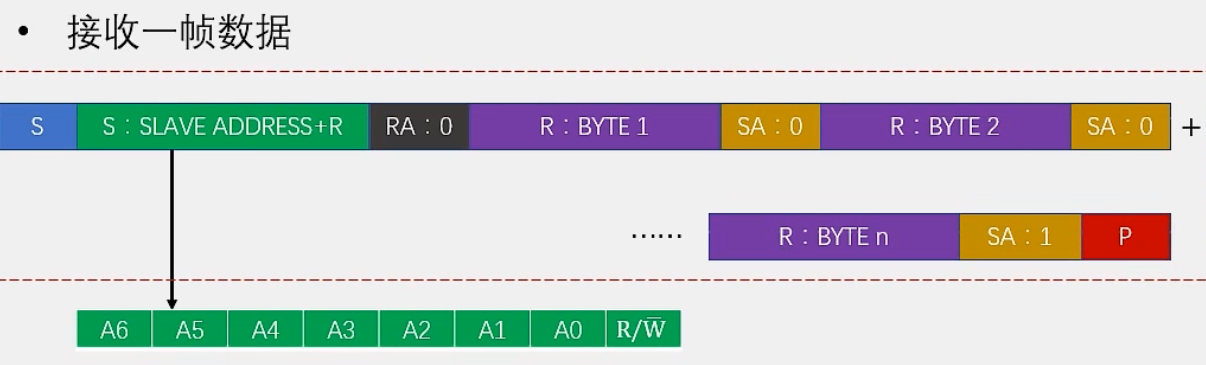 • 接收一帧数据
S S：SLAVE ADDRESS+R RA：0 R：BYTE 1 SA：0 R：BYTE 2 SA：0 +
…… R：BYTE n SA：1 P
A6 A5 A4 A3 A2 A1 A0 R/W̅